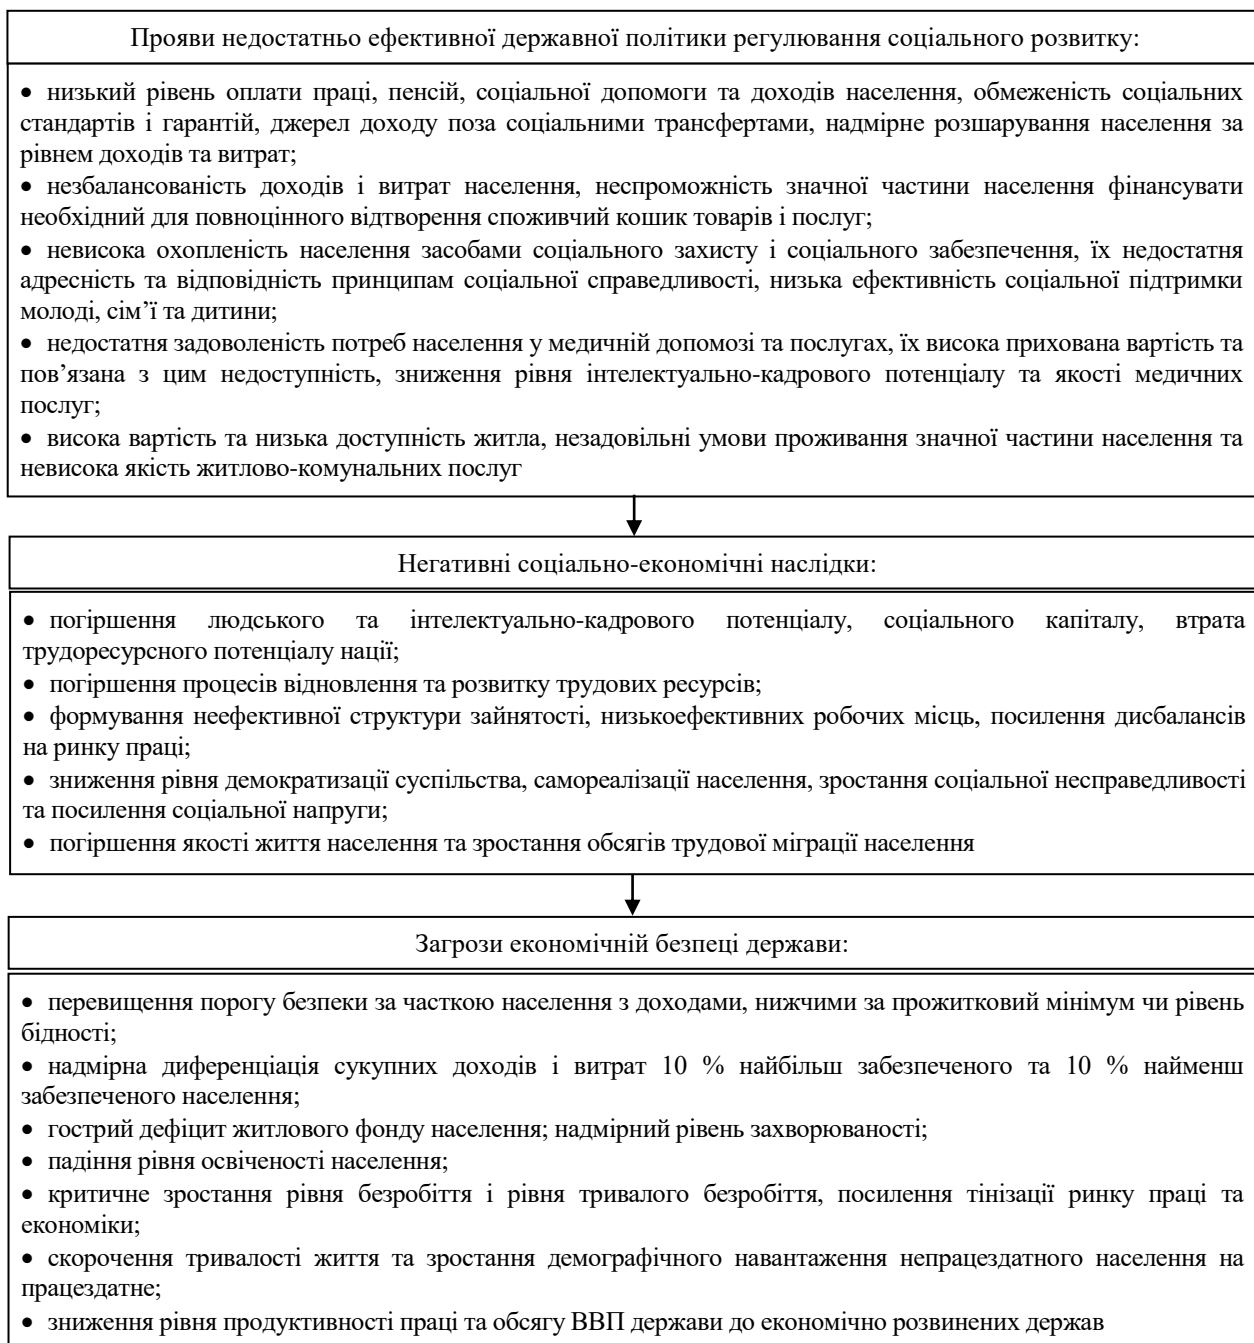 Прояви недостатньо ефективної державної політики регулювання соціального розвитку:
• низький рівень оплати праці, пенсій, соціальної допомоги та доходів населення, обмеженість соціальних
стандартів і гарантій, джерел доходу поза соціальними трансфертами, надмірне розшарування населення за
рівнем доходів та витрат;
• незбалансованість доходів і витрат населення, неспроможність значної частини населення фінансувати
необхідний для повноцінного відтворення споживчий кошик товарів і послуг;
• невисока охопленість населення засобами соціального захисту і соціального забезпечення, їх недостатня
адресність та відповідність принципам соціальної справедливості, низька ефективність соціальної підтримки
молоді, сім’ї та дитини;
• недостатня задоволеність потреб населення у медичній допомозі та послугах, їх висока прихована вартість та
пов’язана з цим недоступність, зниження рівня інтелектуально-кадрового потенціалу та якості медичних
послуг;
• висока вартість та низька доступність житла, незадовільні умови проживання значної частини населення та
невисока якість житлово-комунальних послуг
Негативні соціально-економічні наслідки:
• погіршення людського та інтелектуально-кадрового потенціалу, соціального капіталу, втрата
трудоресурсного потенціалу нації;
• погіршення процесів відновлення та розвитку трудових ресурсів;
• формування неефективної структури зайнятості, низькоефективних робочих місць, посилення дисбалансів
на ринку праці;
• зниження рівня демократизації суспільства, самореалізації населення, зростання соціальної несправедливості
та посилення соціальної напруги;
• погіршення якості життя населення та зростання обсягів трудової міграції населення
Загрози економічній безпеці держави:
• перевищення порогу безпеки за часткою населення з доходами, нижчими за прожитковий мінімум чи рівень
бідності;
• надмірна диференціація сукупних доходів і витрат 10 % найбільш забезпеченого та 10 % найменш
забезпеченого населення;
• гострий дефіцит житлового фонду населення; надмірний рівень захворюваності;
• падіння рівня освіченості населення;
• критичне зростання рівня безробіття і рівня тривалого безробіття, посилення тінізації ринку праці та
економіки;
• скорочення тривалості життя та зростання демографічного навантаження непрацездатного населення на
працездатне;
• зниження рівня продуктивності праці та обсягу ВВП держави до економічно розвинених держав